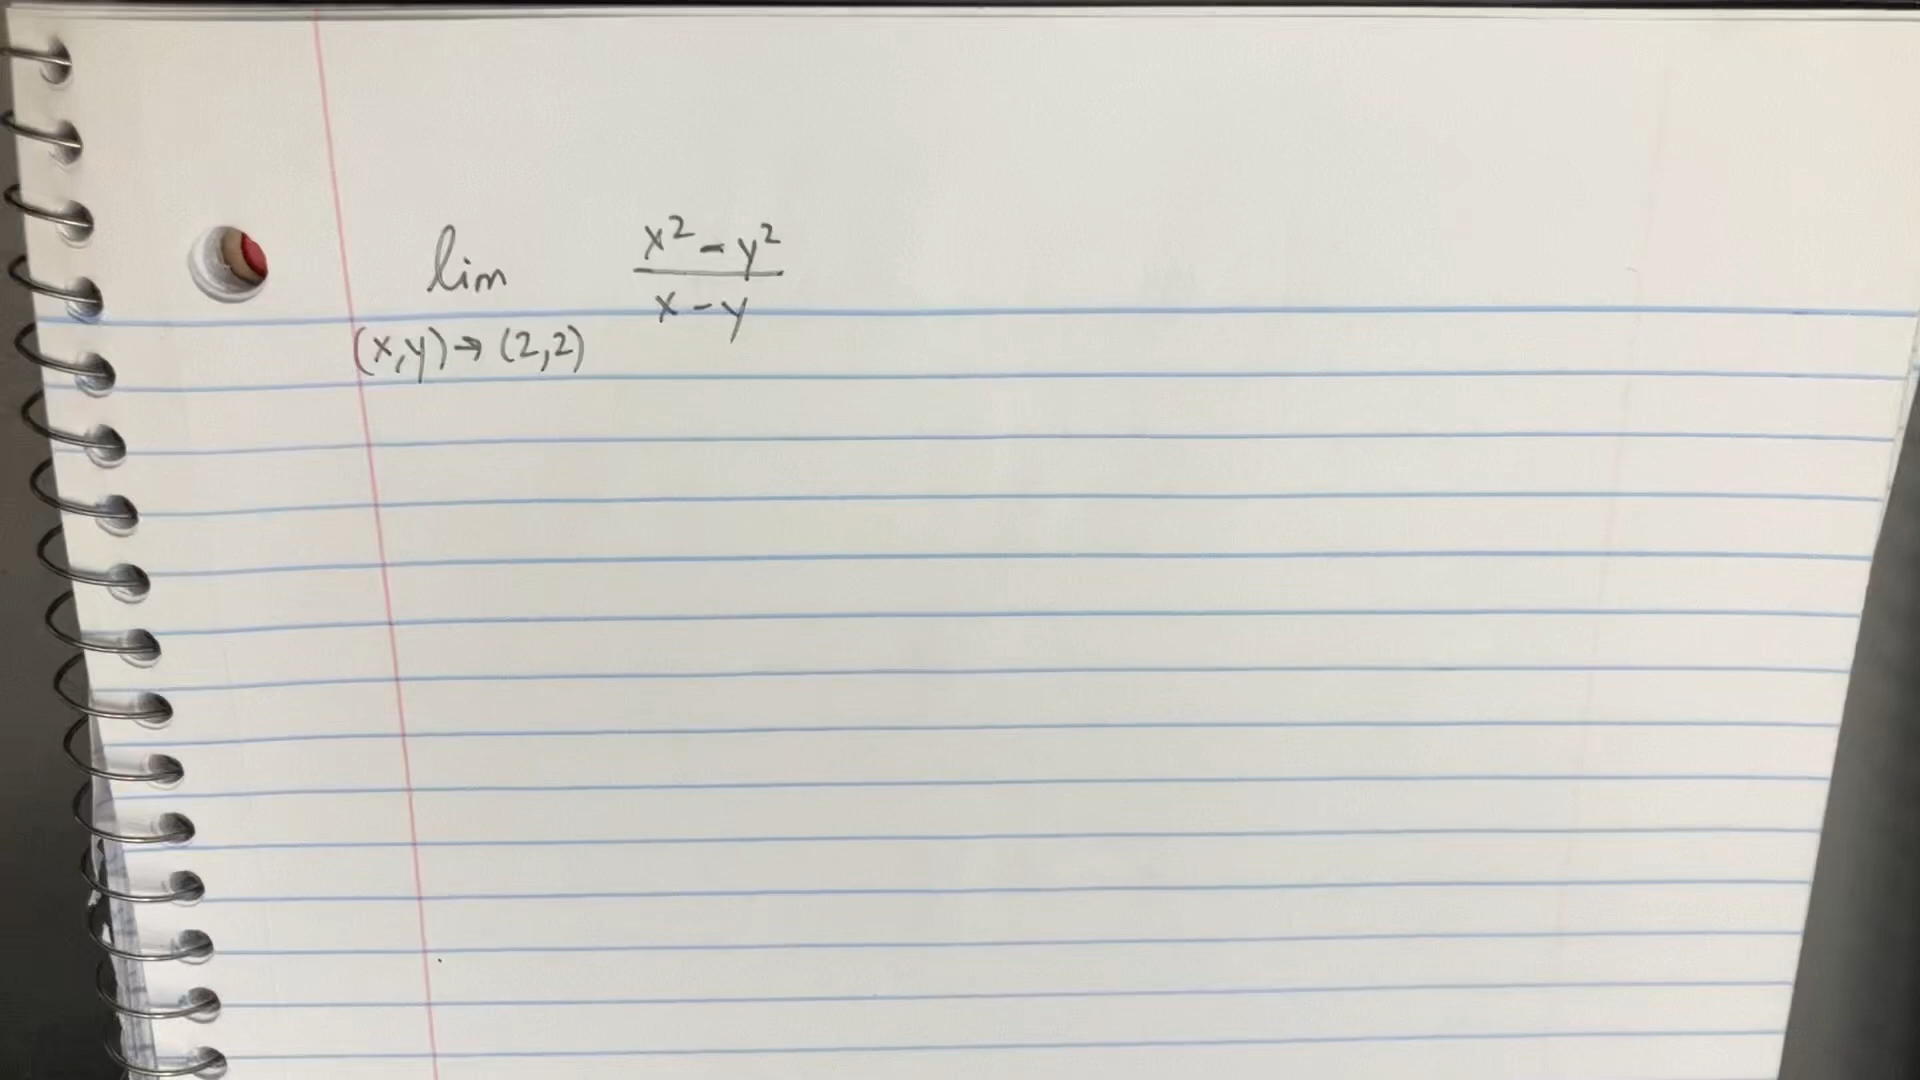 lim x² - y² / x - y
(x,y) → (2,2)